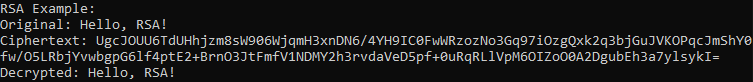 RSA Example:
Original: Hello, RSA!
Ciphertext: UgcJOUU6TdUHhjzm8sW906WjqmH3xnDN6/4YH9IC0FwWRzozNo3Gq97iOzgQxk2q3bjGuJVKOPqcJmShY0
fw/O5LRbjYvwbgpG6lf4ptE2+BrnO3JtFmfV1NDMY2h3rvdaVeD5pf+0uRqRLlVpM6OIZoO0A2DgubEh3a7ylsykI=
Decrypted: Hello, RSA!